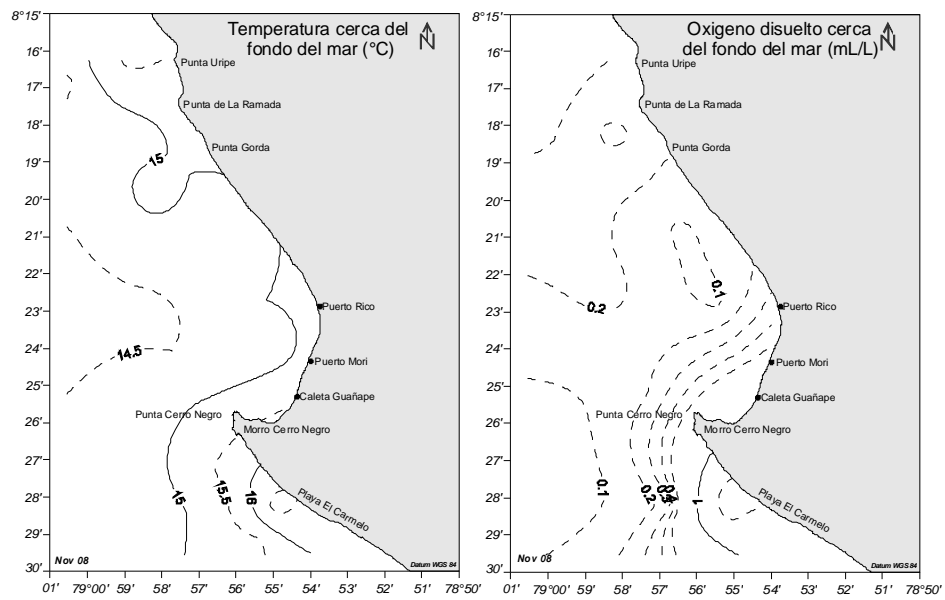 Temperatura cerca del
fondo del mar (°C)
N
8°15'
16'
17'
18'
19'
20'
21'
22'
23'
24'
25'
26'
27'
28'
29'
30'
Punta Uripe
Punta de La Ramada
Punta Gorda
Puerto Rico
Puerto Mori
Caleta Guañape
Punta Cerro Negro
Morro Cerro Negro
Playa El Carmelo
15
14.5
15
15.5
16
Nov 08
Datum WGS 84
01' 79°00' 59' 58' 57' 56' 54' 53' 52' 51' 78°50'
Oxigeno disuelto cerca
del fondo del mar (mL/L)
N
8°15'
16'
17'
18'
19'
20'
21'
22'
23'
24'
25'
26'
27'
28'
29'
30'
Punta Uripe
Punta de La Ramada
Punta Gorda
Puerto Rico
Puerto Mori
Caleta Guañape
Punta Cerro Negro
Morro Cerro Negro
Playa El Carmelo
0.1
0.2
0.1
0.2
1
Nov 08
Datum WGS 84
01' 79°00' 59' 58' 57' 56' 54' 53' 52' 51' 78°50'